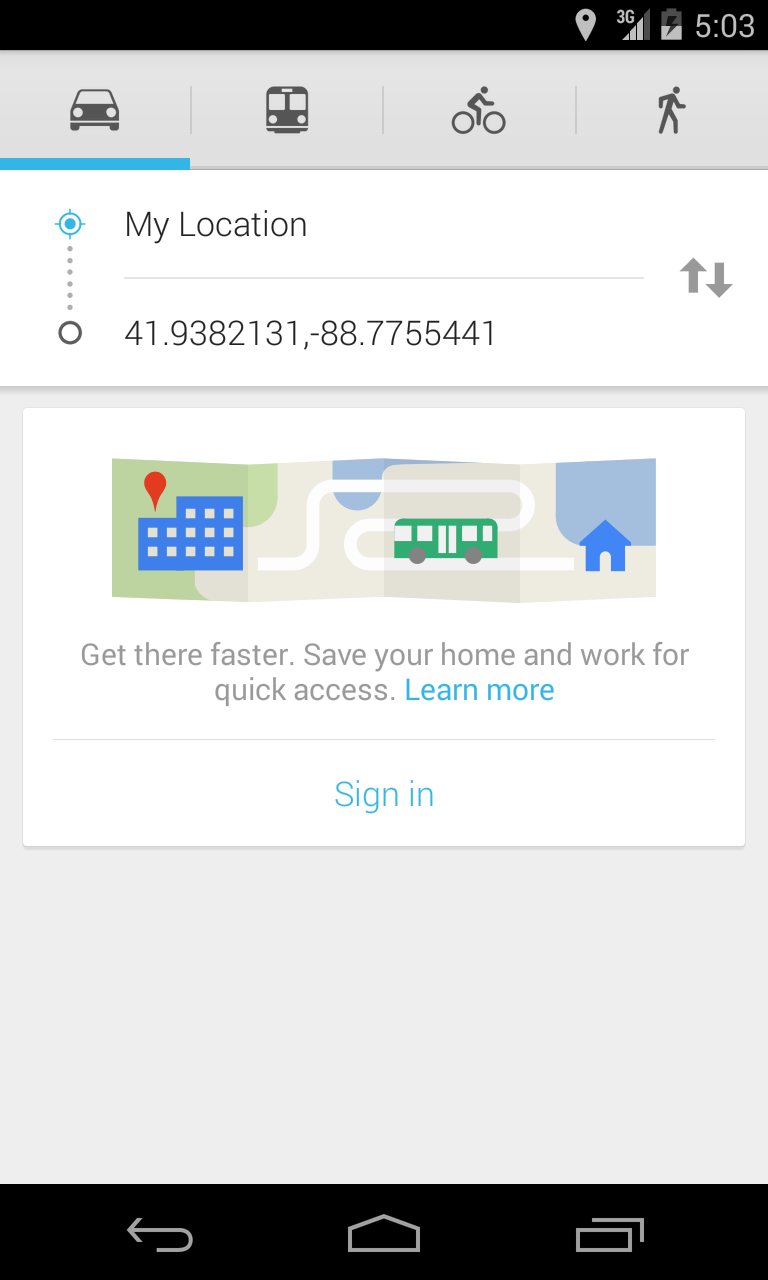 3G 5:03
My Location
41.9382131,-88.7755441
Get there faster. Save your home and work for
quick access. Learn more
Sign in